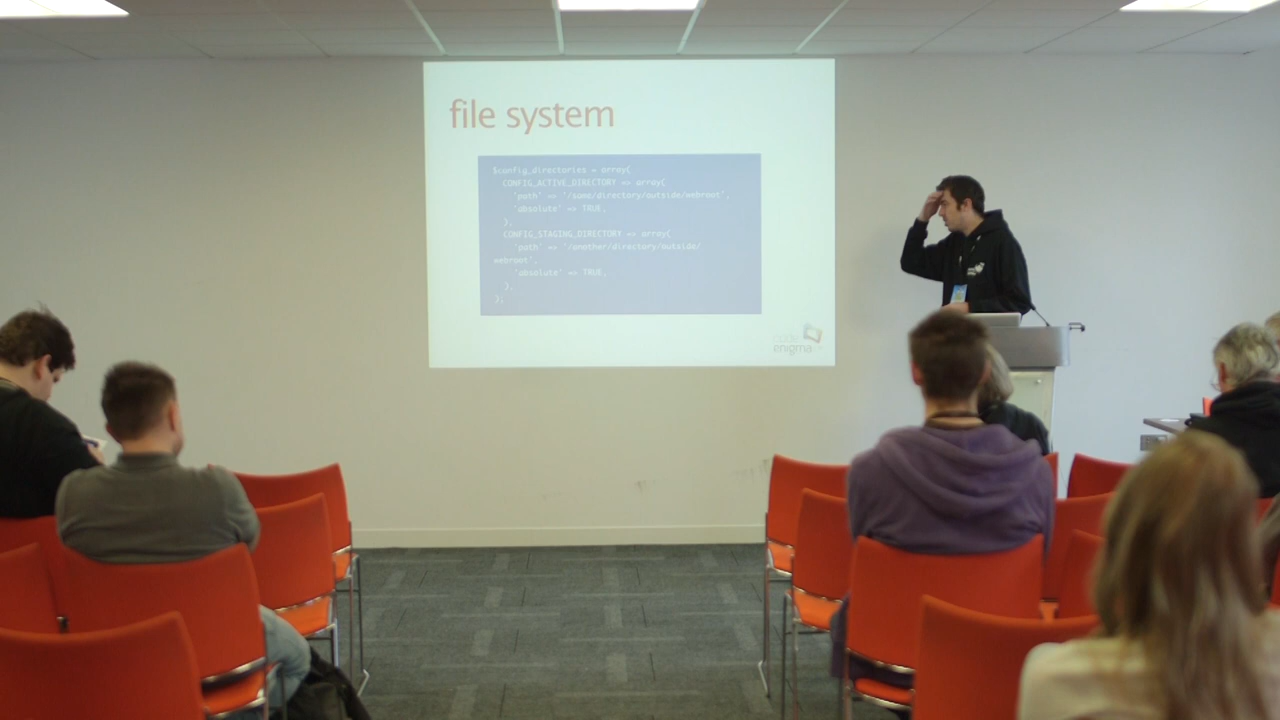 file system
$config_directories = array(
CONFIG_ACTIVE_DIRECTORY => array(
'path' => '/some/directory/outside/webroot',
'absolute' => TRUE,
),
CONFIG_STAGING_DIRECTORY => array(
'path' => '/another/directory/outside/
webroot',
'absolute' => TRUE,
),
);
code
enigma